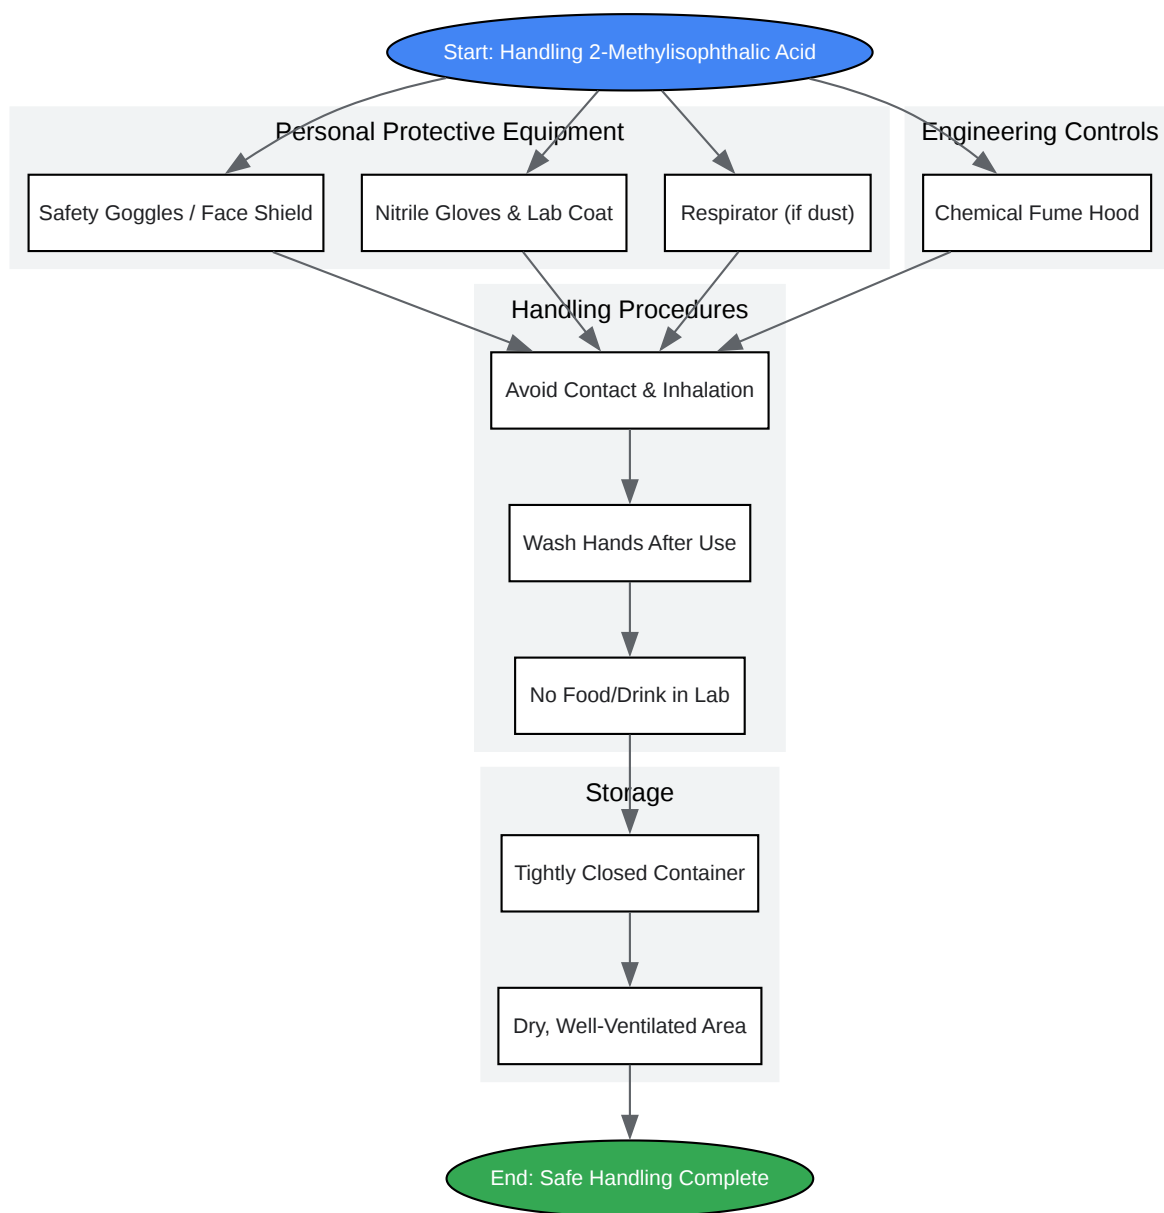 Start: Handling 2-Methylisophthalic Acid
Personal Protective Equipment
Engineering Controls
Safety Goggles / Face Shield
Nitrile Gloves & Lab Coat
Respirator (if dust)
Chemical Fume Hood
Handling Procedures
Avoid Contact & Inhalation
Wash Hands After Use
No Food/Drink in Lab
Storage
Tightly Closed Container
Dry, Well-Ventilated Area
End: Safe Handling Complete